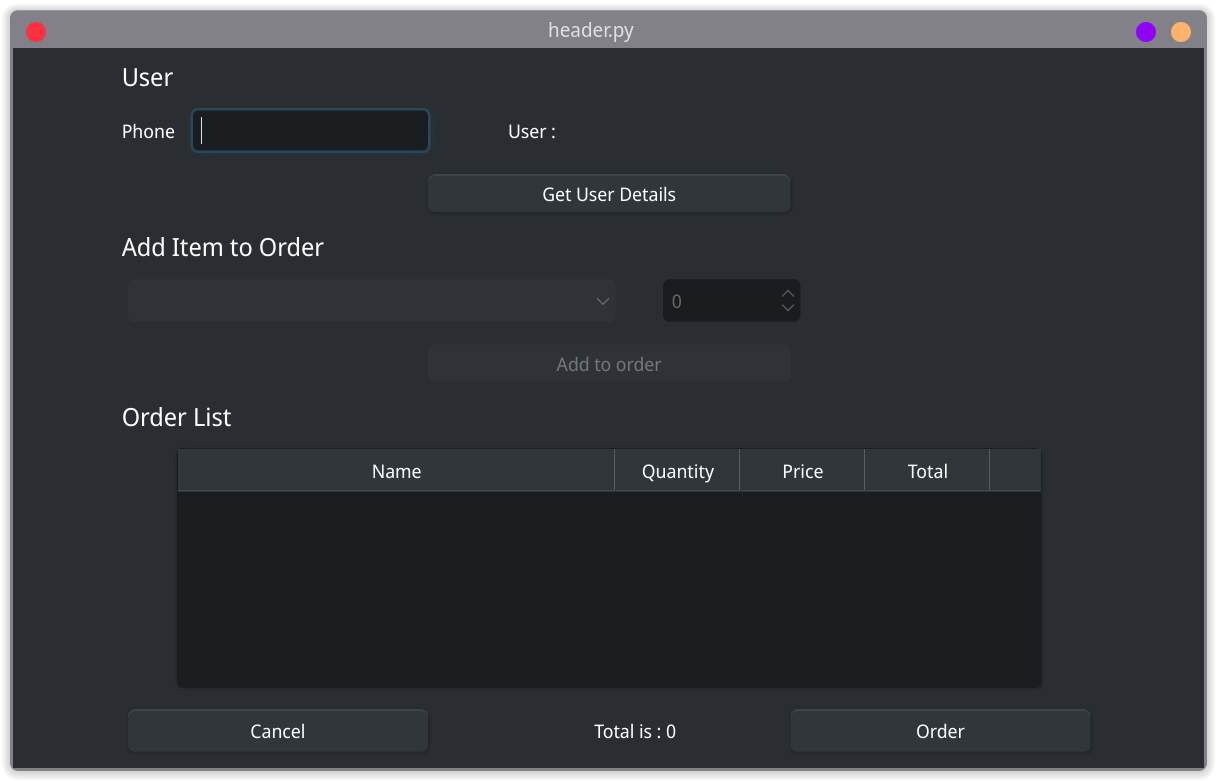 header.py
User
Phone User :
Get User Details
Add Item to Order
0
Add to order
Order List
Name Quantity Price Total
Cancel Total is : 0 Order